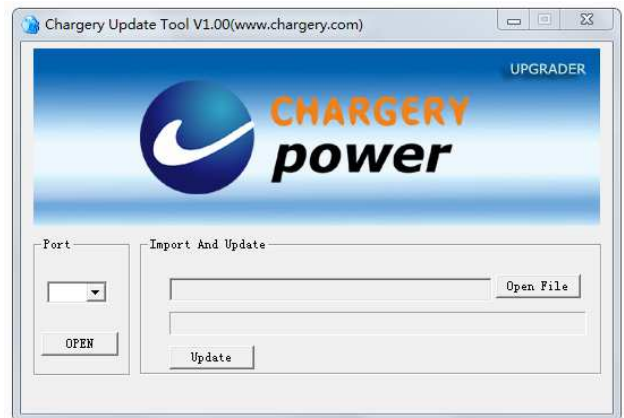 Chargery Update Tool V1.00(www.chargery.com)
UPGRADER
CHARGERY
power
Port
Import And Update
Open File
OPEN
Update